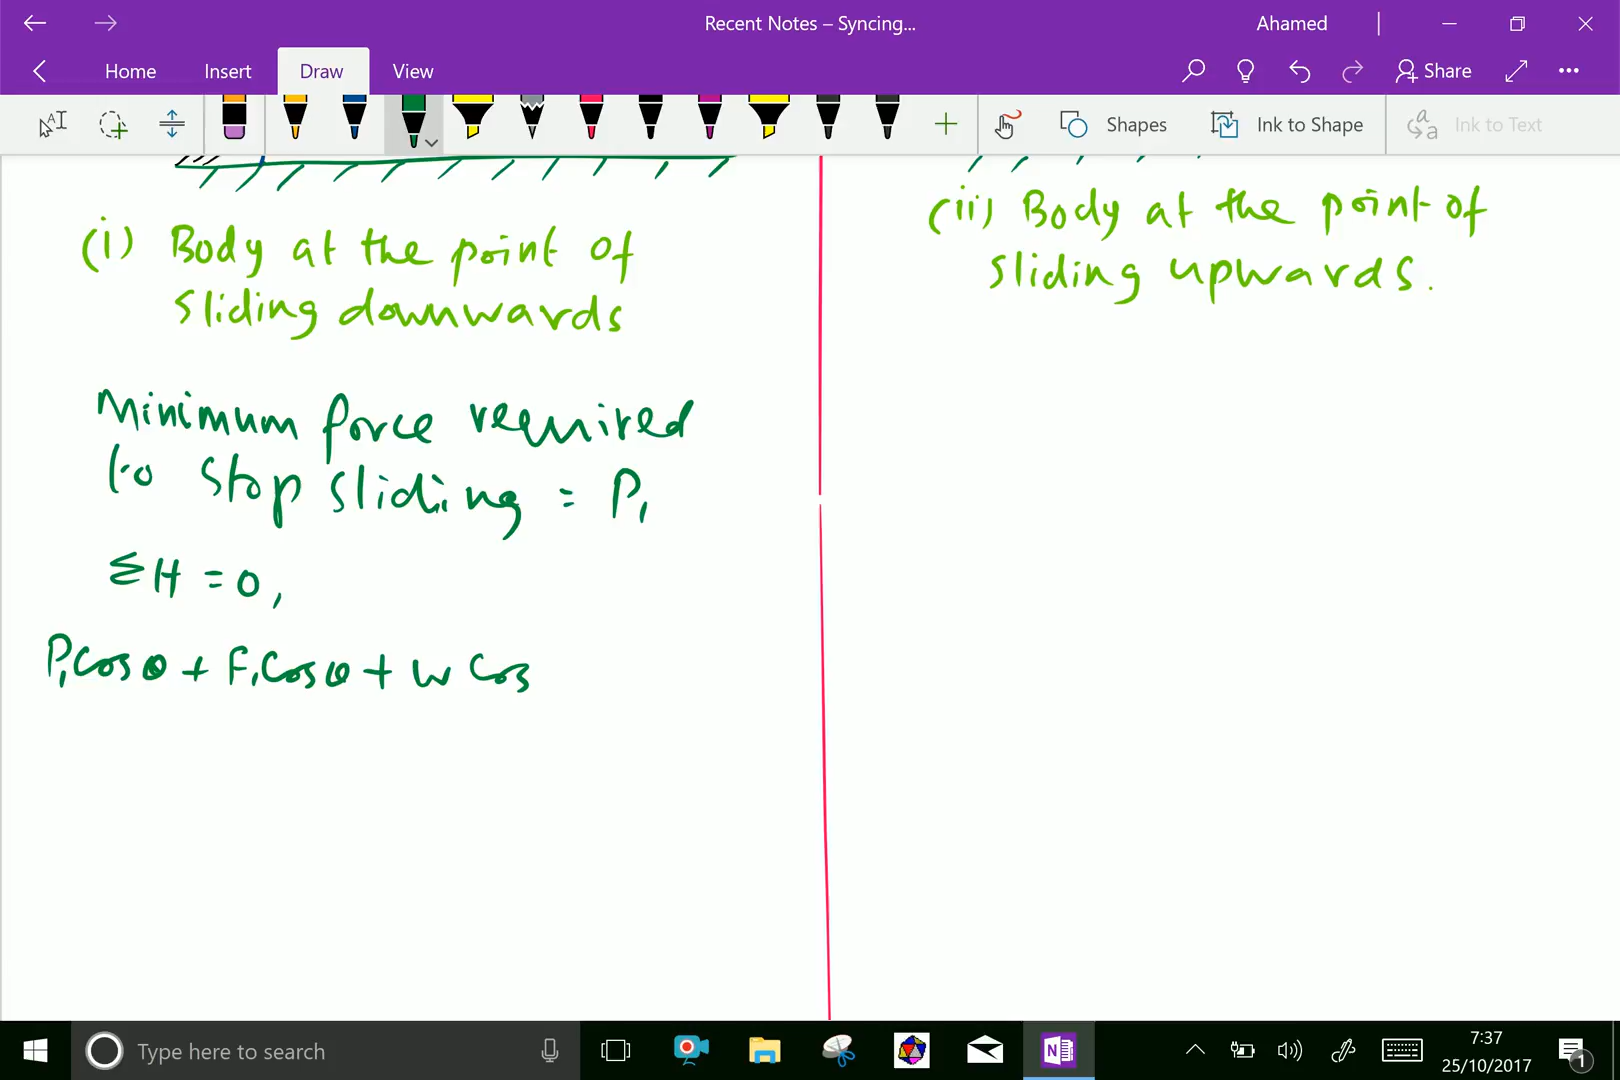 Recent Notes – Syncing...
Ahamed
Home Insert Draw View
Share
Shapes Ink to Shape Ink to Text
(i) Body at the point of
sliding downwards
Minimum force required
to stop sliding = P₁
ΣH = 0,
P₁cos θ + F₁cos θ + w cos
(ii) Body at the point of
sliding upwards.
Type here to search
7:37
25/10/2017
1